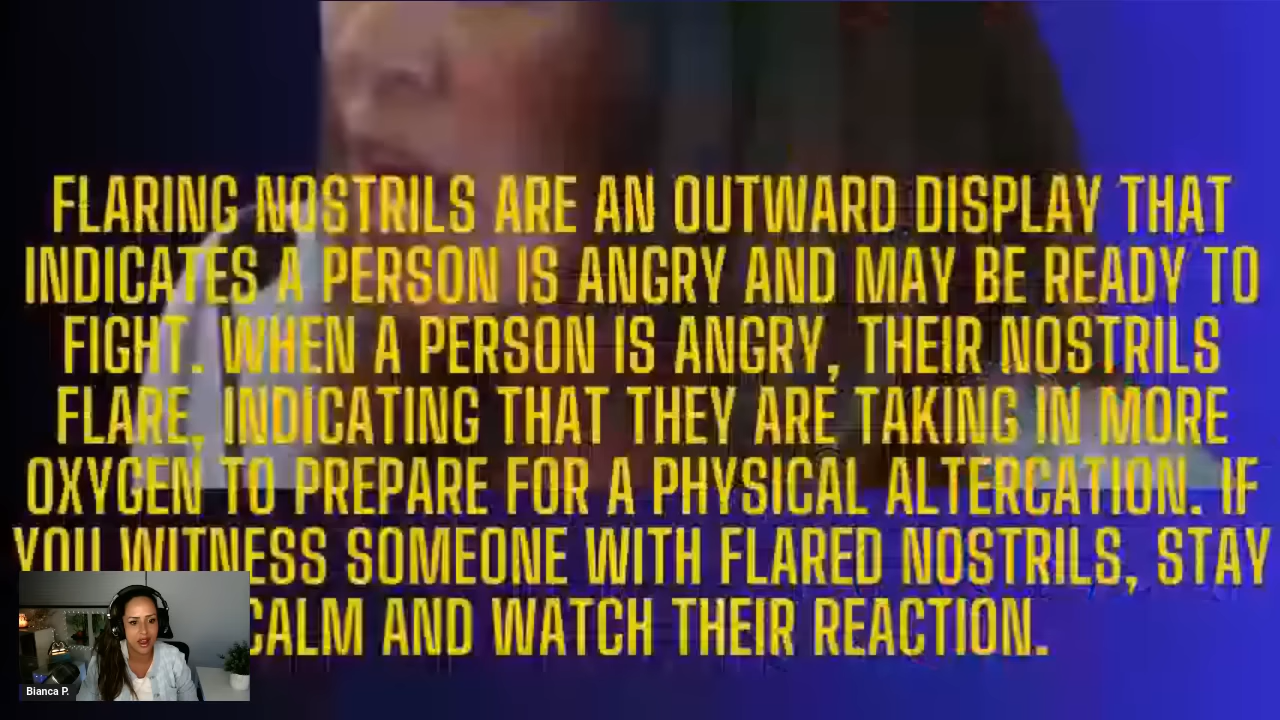 FLARING NOSTRILS ARE AN OUTWARD DISPLAY THAT
INDICATES A PERSON IS ANGRY AND MAY BE READY TO
FIGHT. WHEN A PERSON IS ANGRY, THEIR NOSTRILS
FLARE, INDICATING THAT THEY ARE TAKING IN MORE
OXYGEN TO PREPARE FOR A PHYSICAL ALTERCATION. IF
YOU WITNESS SOMEONE WITH FLARED NOSTRILS, STAY
CALM AND WATCH THEIR REACTION.
Bianca P.